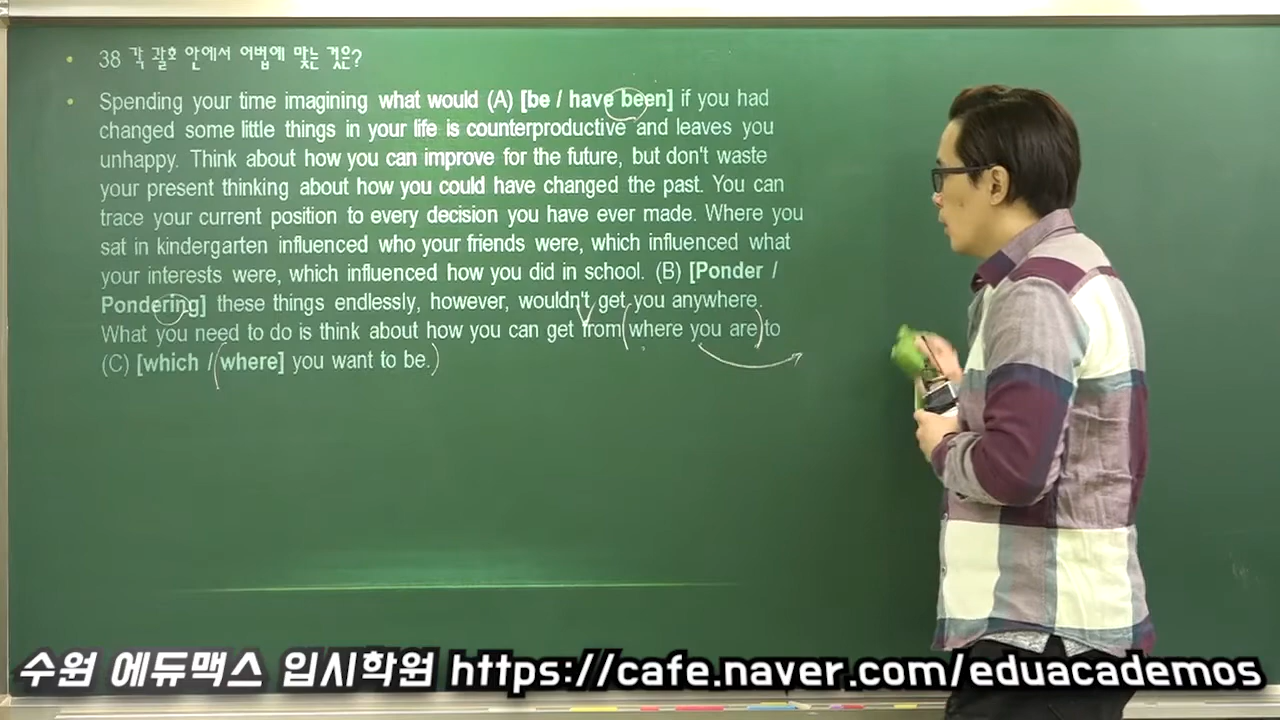 38 각 괄호 안에서 어법에 맞는 것은?
Spending your time imagining what would (A) [be / have been] if you had
changed some little things in your life is counterproductive and leaves you
unhappy. Think about how you can improve for the future, but don't waste
your present thinking about how you could have changed the past. You can
trace your current position to every decision you have ever made. Where you
sat in kindergarten influenced who your friends were, which influenced what
your interests were, which influenced how you did in school. (B) [Ponder /
Pondering] these things endlessly, however, wouldn't get you anywhere.
What you need to do is think about how you can get from where you are to
(C) [which / where] you want to be.
수원 에듀맥스 입시학원 https://cafe.naver.com/eduacademos